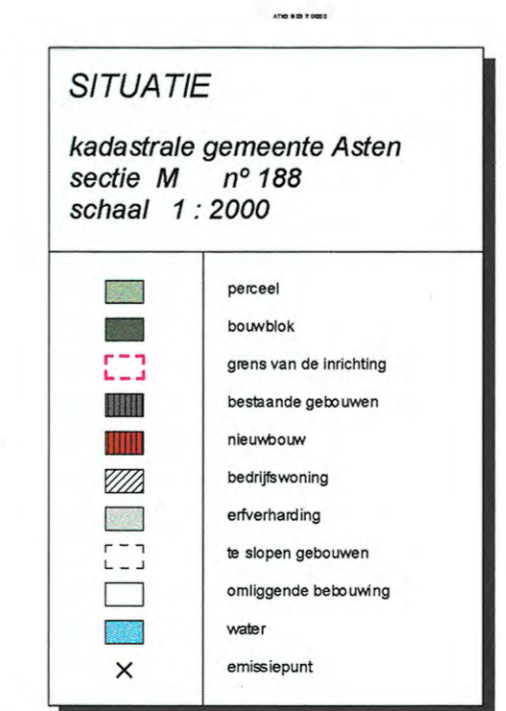 SITUATIE
kadastrale gemeente Asten
sectie M nº 188
schaal 1 : 2000
perceel
bouwblok
grens van de inrichting
bestaande gebouwen
nieuwbouw
bedrijfswoning
erfverharding
te slopen gebouwen
omliggende bebouwing
water
emissiepunt